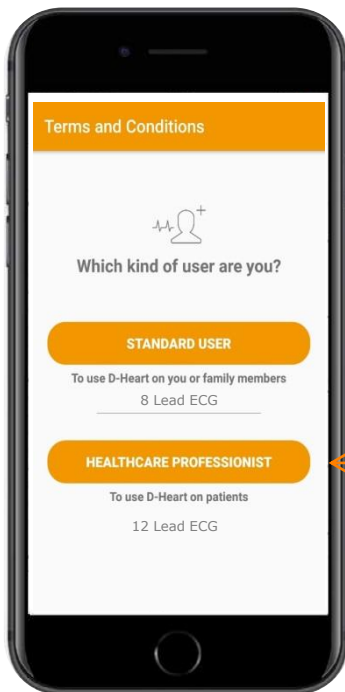 Terms and Conditions
Which kind of user are you?
STANDARD USER
To use D-Heart on you or family members
8 Lead ECG
HEALTHCARE PROFESSIONIST
To use D-Heart on patients
12 Lead ECG